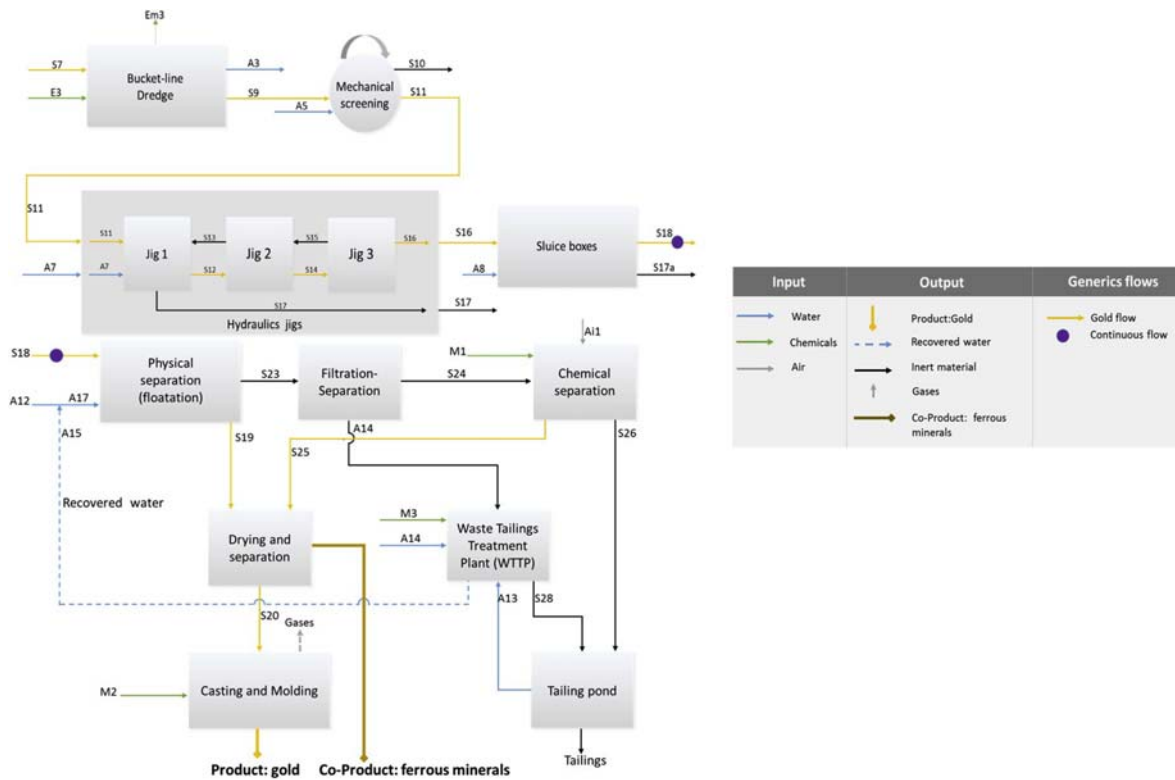 Em3
S7
A3
S10
Bucket-line
Dredge
Mechanical
screening
E3
S9
S11
A5
S11
S11
S13
S15
S16
S16
S18
Jig 1
Jig 2
Jig 3
Sluice boxes
A7
A7
S12
S14
A8
S17a
S17
S17
Hydraulics jigs
Input
Output
Generics flows
Water
Product:Gold
Gold flow
Chemicals
Recovered water
Continuous flow
Air
Inert material
Gases
Co-Product: ferrous
minerals
Ai1
S18
M1
Physical
separation
(floatation)
S23
Filtration-
Separation
S24
Chemical
separation
A12
A17
A15
S19
S25
A14
S26
Recovered water
M3
Drying and
separation
A14
Waste Tailings
Treatment
Plant (WTTP)
S20
Gases
A13
S28
M2
Casting and Molding
Tailing pond
Product: gold
Co-Product: ferrous minerals
Tailings